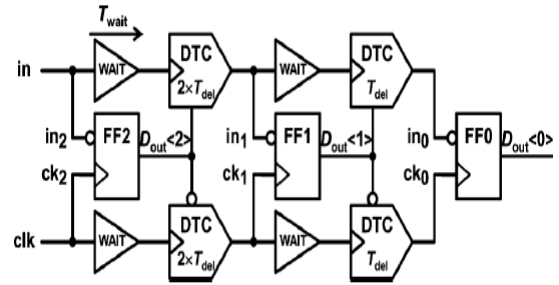 T_wait
in
WAIT
DTC
2×T_del
WAIT
DTC
T_del
in_2
FF2
D_out<2>
ck_2
in_1
FF1
D_out<1>
ck_1
in_0
FF0
D_out<0>
ck_0
clk
WAIT
DTC
2×T_del
WAIT
DTC
T_del